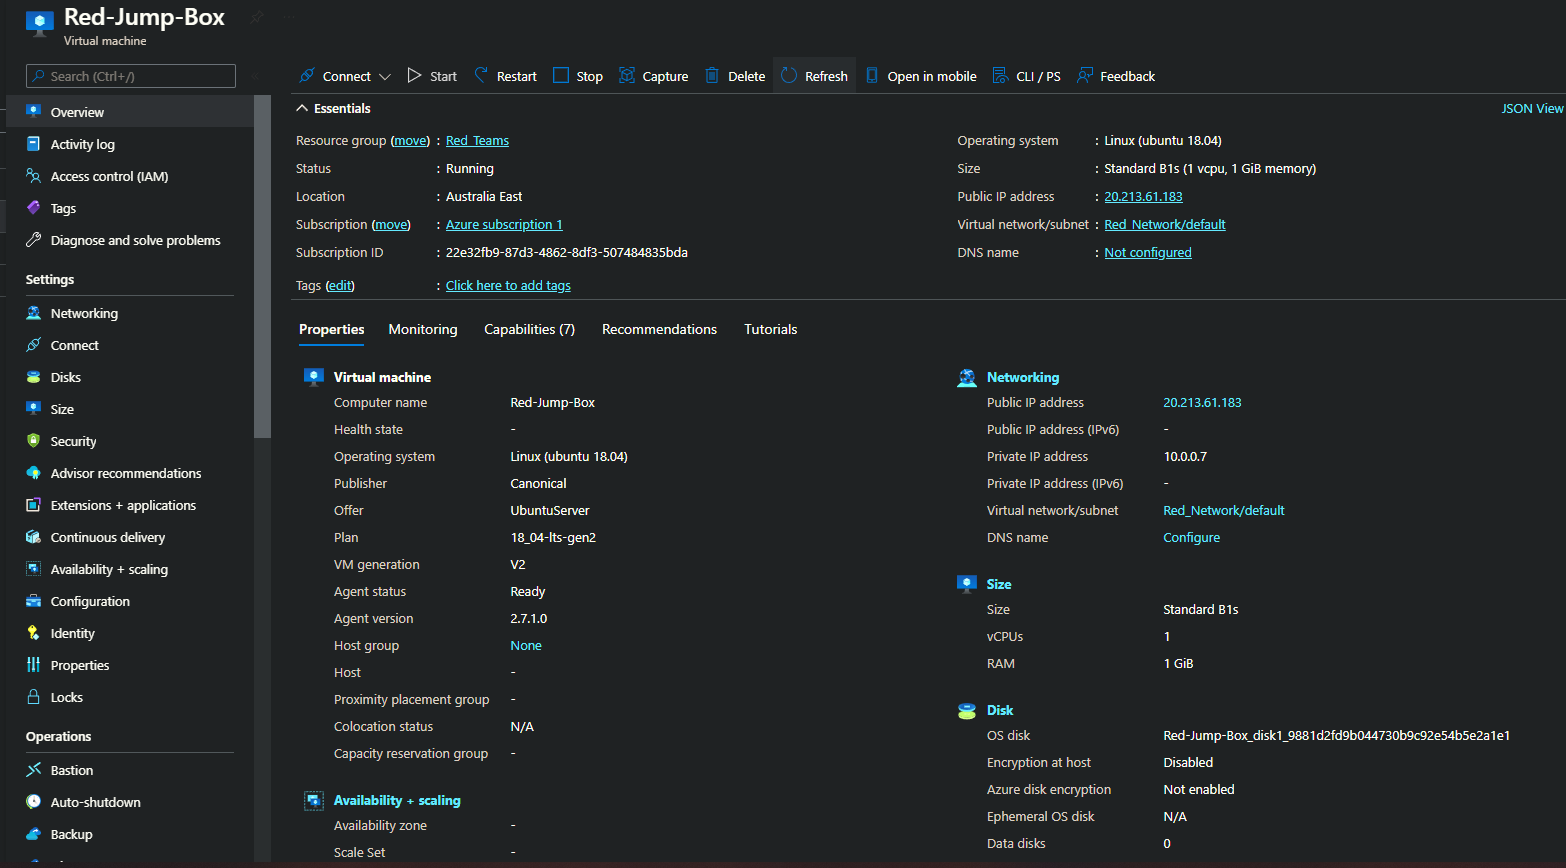 Red-Jump-Box
Virtual machine
Search (Ctrl+/)
Overview
Activity log
Access control (IAM)
Tags
Diagnose and solve problems
Settings
Networking
Connect
Disks
Size
Security
Advisor recommendations
Extensions + applications
Continuous delivery
Availability + scaling
Configuration
Identity
Properties
Locks
Operations
Bastion
Auto-shutdown
Backup
Connect Start Restart Stop Capture Delete Refresh Open in mobile CLI / PS Feedback
Essentials JSON View
Resource group (move) : Red_Teams
Status : Running
Location : Australia East
Subscription (move) : Azure subscription 1
Subscription ID : 22e32fb9-87d3-4862-8df3-507484835bda
Tags (edit) : Click here to add tags
Operating system : Linux (ubuntu 18.04)
Size : Standard B1s (1 vcpu, 1 GiB memory)
Public IP address : 20.213.61.183
Virtual network/subnet : Red_Network/default
DNS name : Not configured
Properties Monitoring Capabilities (7) Recommendations Tutorials
Virtual machine
Computer name Red-Jump-Box
Health state -
Operating system Linux (ubuntu 18.04)
Publisher Canonical
Offer UbuntuServer
Plan 18_04-lts-gen2
VM generation V2
Agent status Ready
Agent version 2.7.1.0
Host group None
Host -
Proximity placement group -
Colocation status N/A
Capacity reservation group -
Availability + scaling
Availability zone -
Scale Set -
Networking
Public IP address 20.213.61.183
Public IP address (IPv6) -
Private IP address 10.0.0.7
Private IP address (IPv6) -
Virtual network/subnet Red_Network/default
DNS name Configure
Size
Size Standard B1s
vCPUs 1
RAM 1 GiB
Disk
OS disk Red-Jump-Box_disk1_9881d2fd9b044730b9c92e54b5e2a1e1
Encryption at host Disabled
Azure disk encryption Not enabled
Ephemeral OS disk N/A
Data disks 0